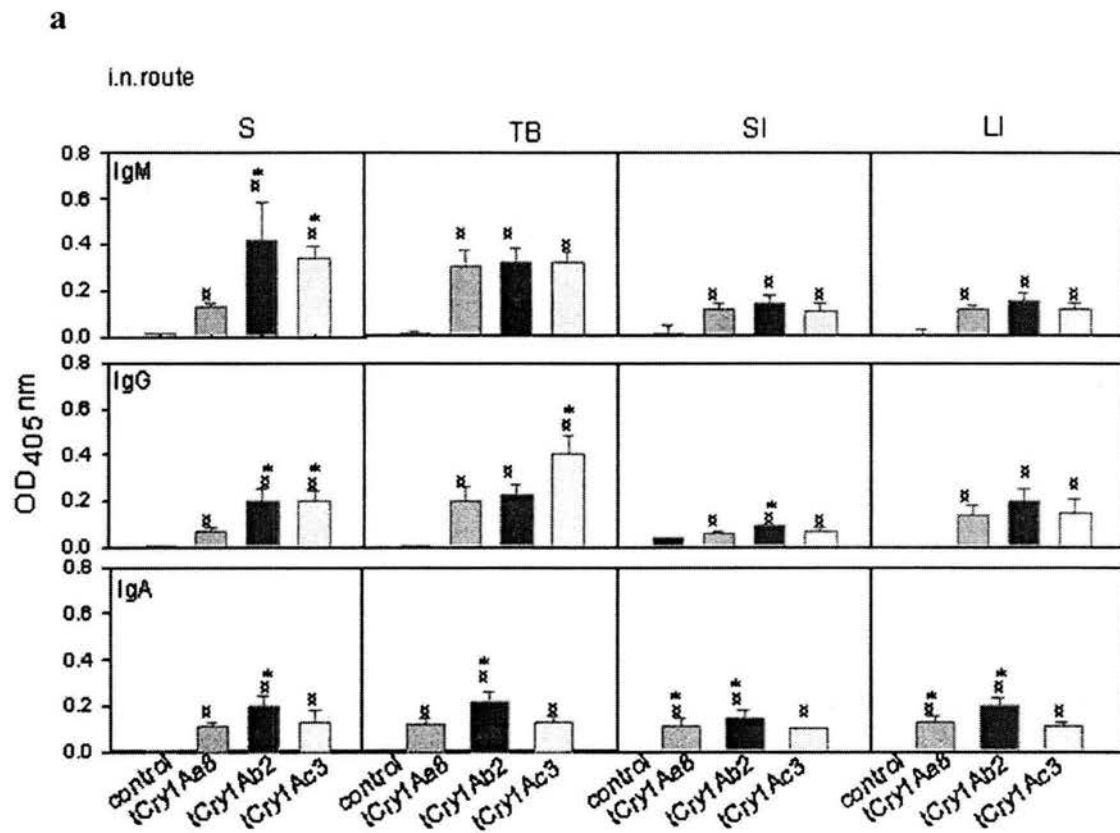 a
i.n.route
S TB SI LI
0.8 IgM
0.6
0.4
0.2
0.0
¤ ¤* ¤* ¤ ¤ ¤ ¤ ¤ ¤ ¤ ¤ ¤
0.8 IgG
0.6
0.4
0.2
0.0
¤ ¤* ¤* ¤ ¤ ¤* ¤ ¤* ¤ ¤ ¤ ¤
0.8 IgA
0.6
0.4
0.2
0.0
¤ ¤* ¤ ¤ ¤* ¤ ¤* ¤* ¤ ¤* ¤* ¤
OD405nm
control tCry1Aa8 tCry1Ab2 tCry1Ac3 control tCry1Aa8 tCry1Ab2 tCry1Ac3 control tCry1Aa8 tCry1Ab2 tCry1Ac3 control tCry1Aa8 tCry1Ab2 tCry1Ac3